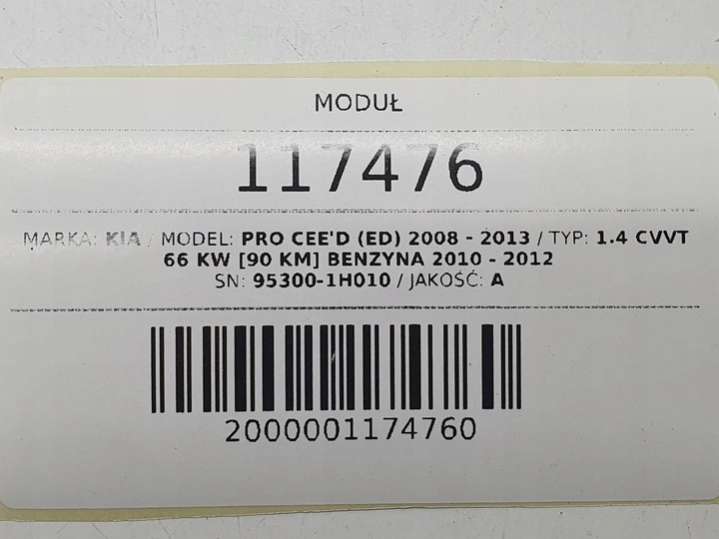 MODUŁ
117476
MARKA: KIA / MODEL: PRO CEE'D (ED) 2008 - 2013 / TYP: 1.4 CVVT
66 KW [90 KM] BENZYNA 2010 - 2012
SN: 95300-1H010 / JAKOŚĆ: A
2000001174760